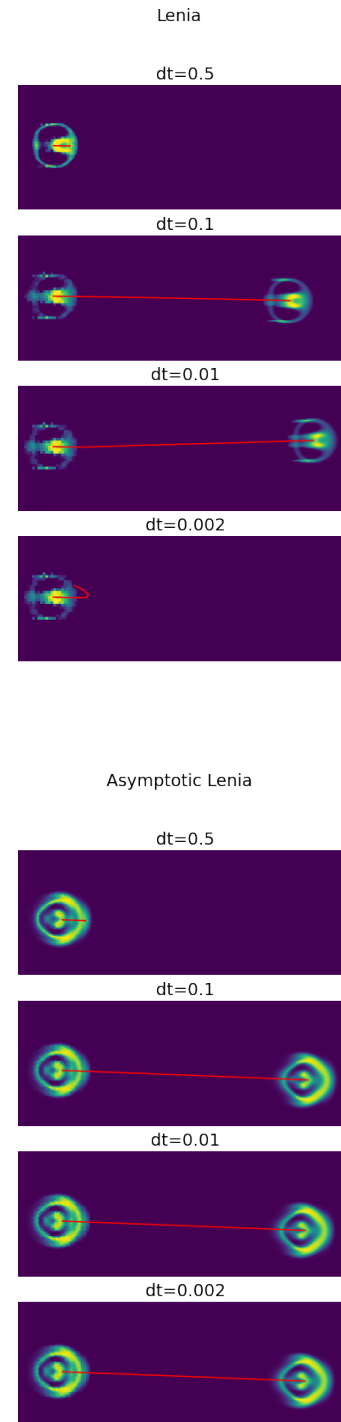 Lenia
dt=0.5
dt=0.1
dt=0.01
dt=0.002
Asymptotic Lenia
dt=0.5
dt=0.1
dt=0.01
dt=0.002